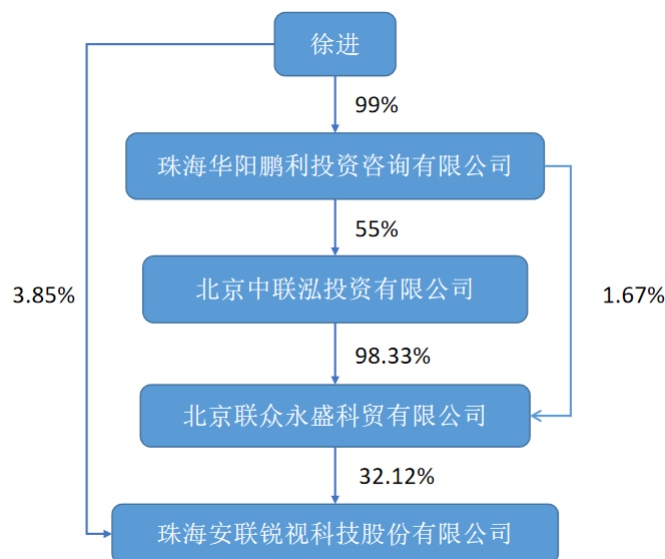 徐进
99%
珠海华阳鹏利投资咨询有限公司
55%
北京中联泓投资有限公司
3.85%
1.67%
98.33%
北京联众永盛科贸有限公司
32.12%
珠海安联锐视科技股份有限公司